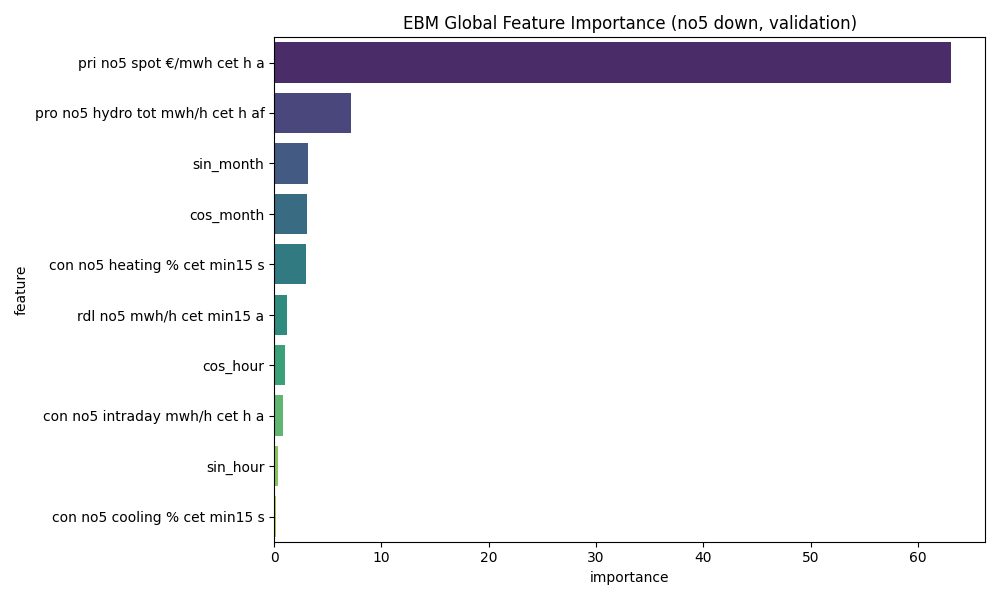 EBM Global Feature Importance (no5 down, validation)
feature
pri no5 spot €/mwh cet h a
pro no5 hydro tot mwh/h cet h af
sin_month
cos_month
con no5 heating % cet min15 s
rdl no5 mwh/h cet min15 a
cos_hour
con no5 intraday mwh/h cet h a
sin_hour
con no5 cooling % cet min15 s
0 10 20 30 40 50 60
importance